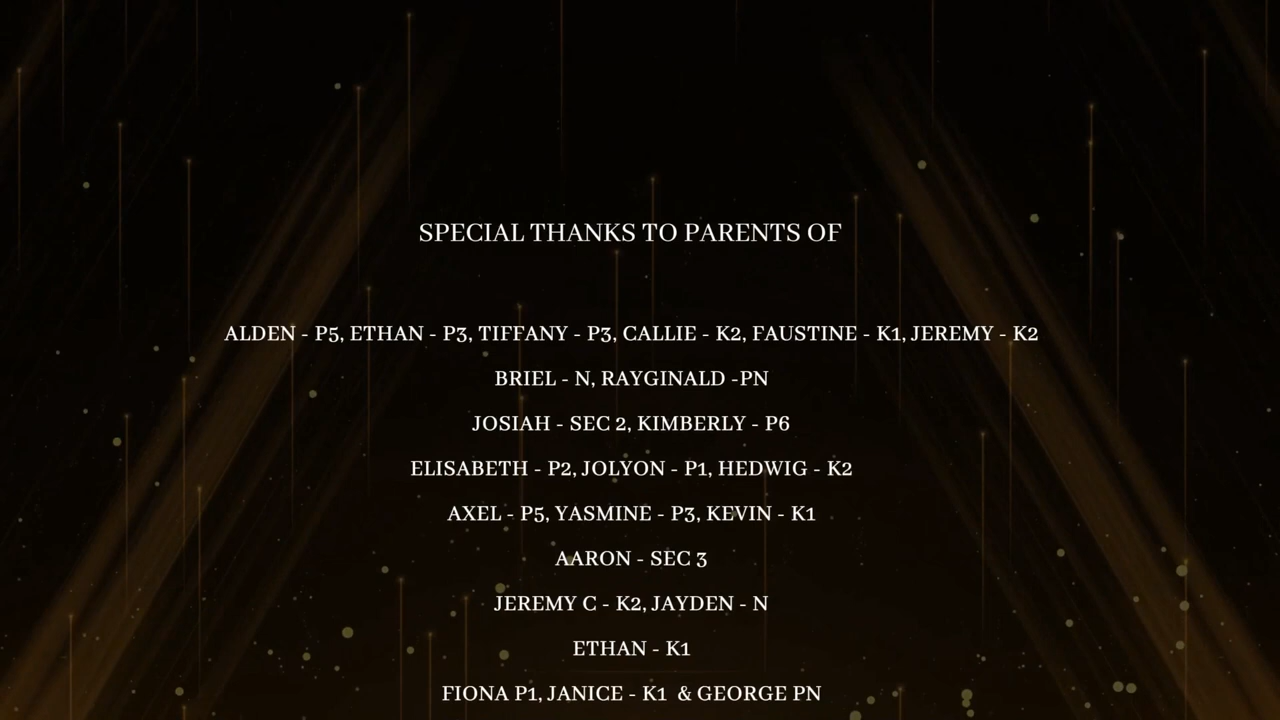 SPECIAL THANKS TO PARENTS OF
ALDEN - P5, ETHAN - P3, TIFFANY - P3, CALLIE - K2, FAUSTINE - K1, JEREMY - K2
BRIEL - N, RAYGINALD -PN
JOSIAH - SEC 2, KIMBERLY - P6
ELISABETH - P2, JOLYON - P1, HEDWIG - K2
AXEL - P5, YASMINE - P3, KEVIN - K1
AARON - SEC 3
JEREMY C - K2, JAYDEN - N
ETHAN - K1
FIONA P1, JANICE - K1 & GEORGE PN